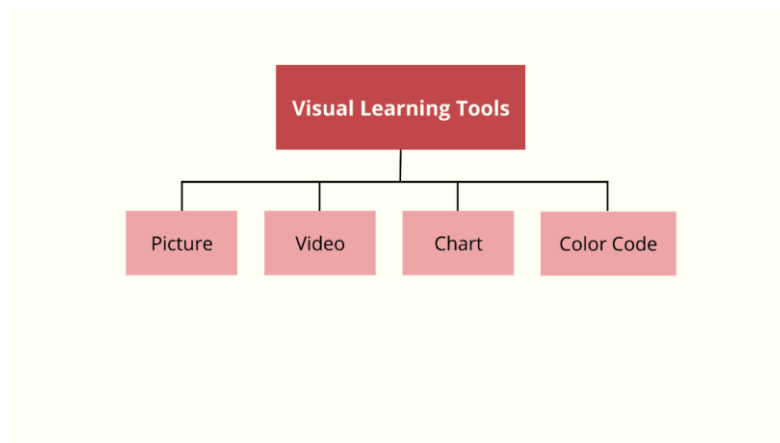 Visual Learning Tools
Picture
Video
Chart
Color Code